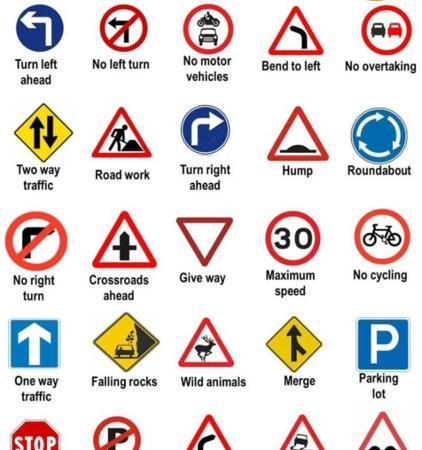 Turn left
ahead
No left turn
No motor
vehicles
Bend to left
No overtaking
Two way
traffic
Road work
Turn right
ahead
Hump
Roundabout
30
No right
turn
Crossroads
ahead
Give way
Maximum
speed
No cycling
P
One way
traffic
Falling rocks
Wild animals
Merge
Parking
lot
STOP
P